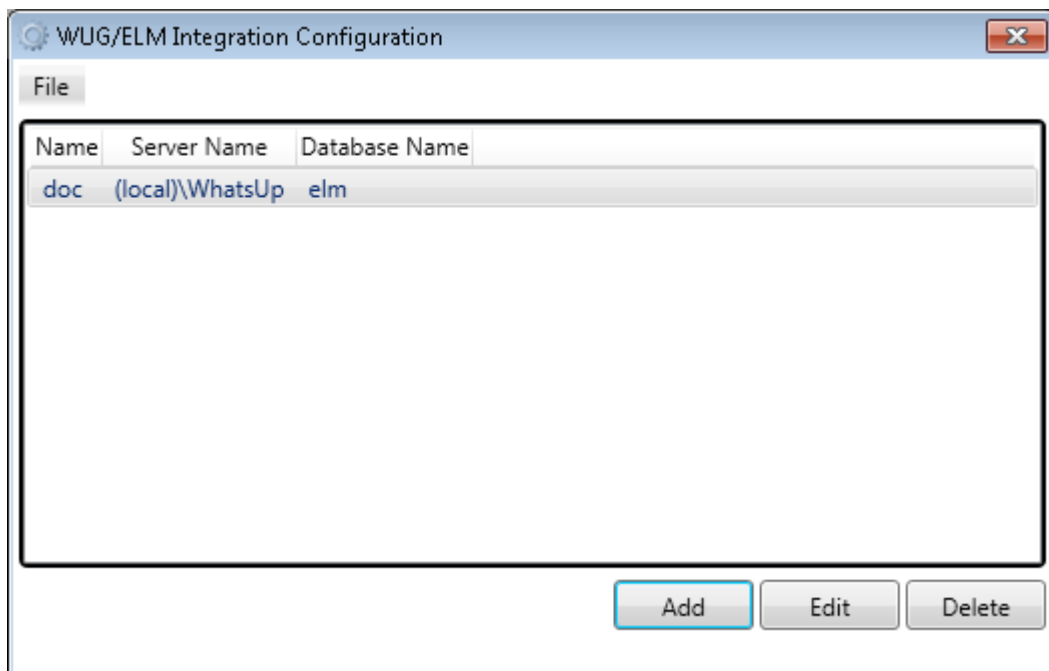 WUG/ELM Integration Configuration
File
Name Server Name Database Name
doc (local)\WhatsUp elm
Add Edit Delete